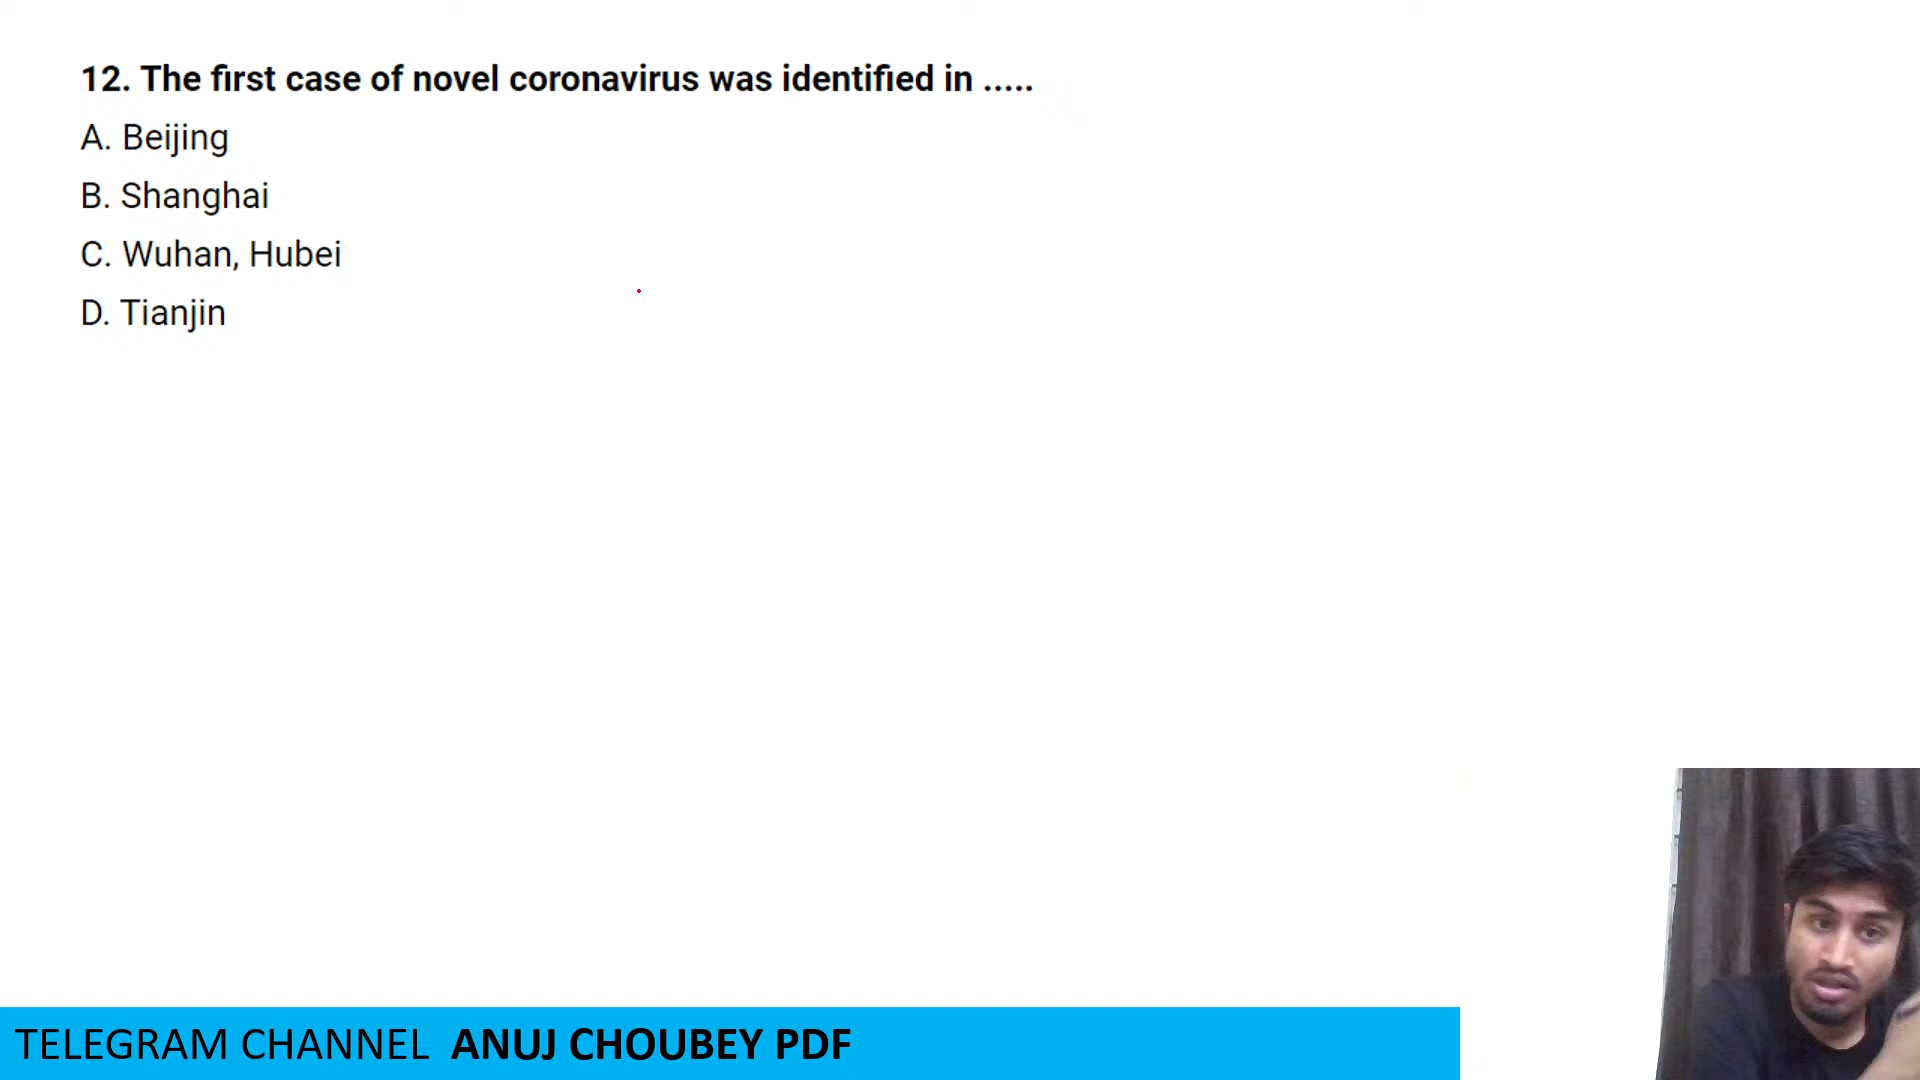 12. The first case of novel coronavirus was identified in .....
A. Beijing
B. Shanghai
C. Wuhan, Hubei
D. Tianjin
TELEGRAM CHANNEL ANUJ CHOUBEY PDF